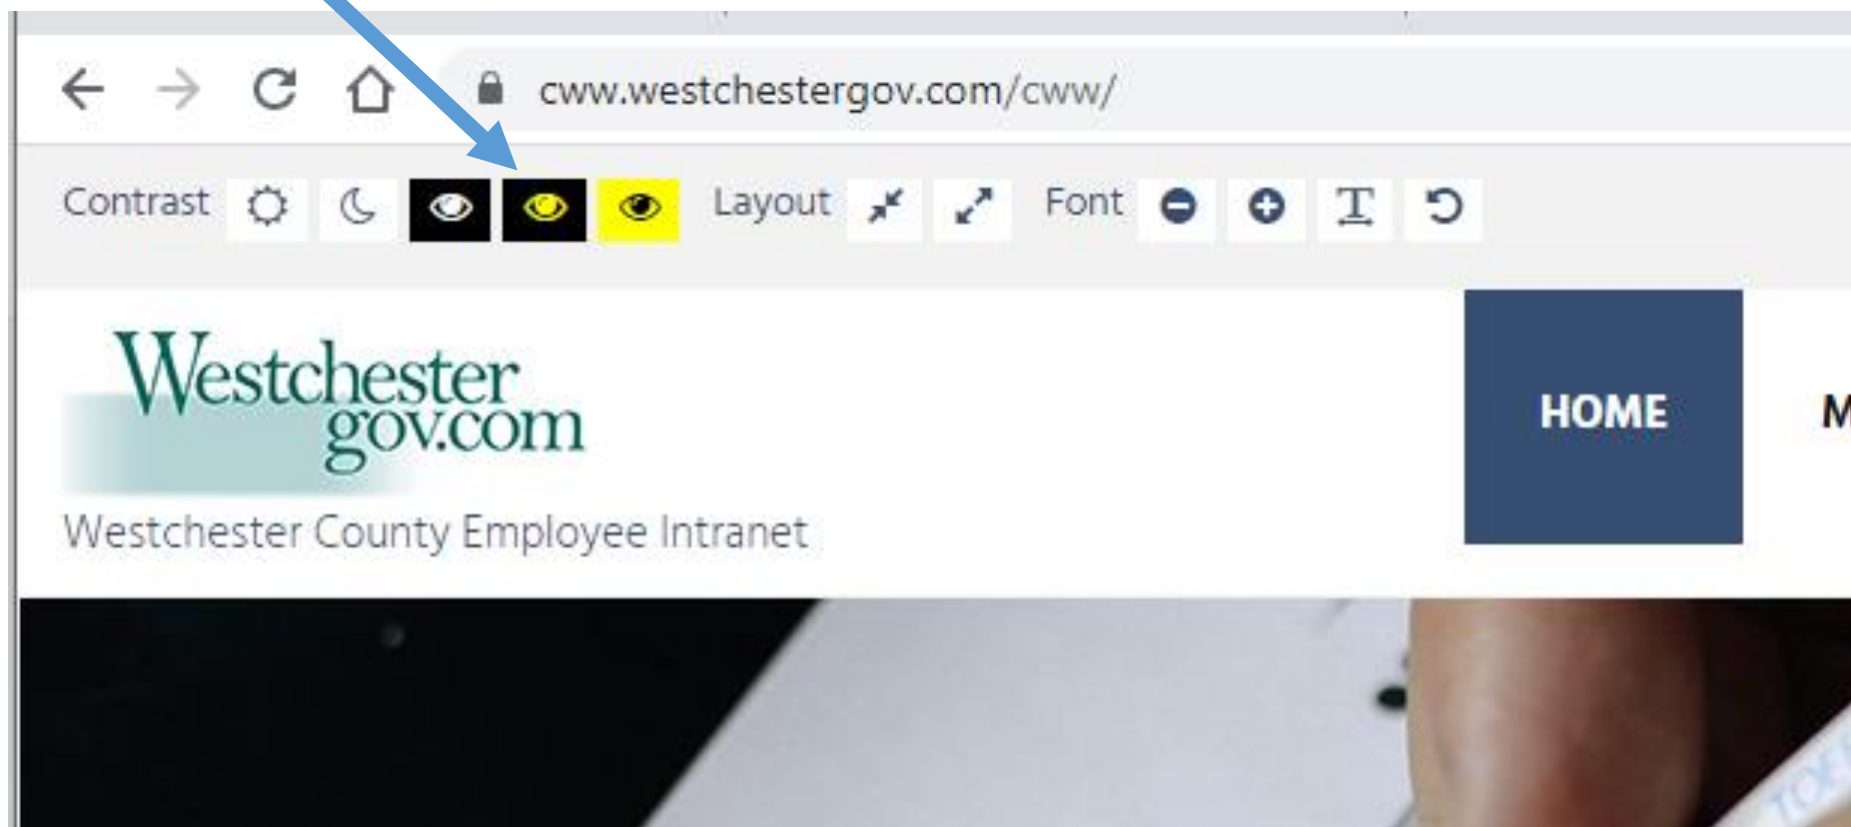 cww.westchestergov.com/cww/
Contrast Layout Font T
Westchester
gov.com
Westchester County Employee Intranet
HOME M